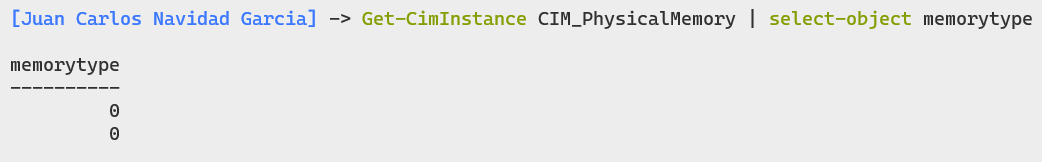 [Juan Carlos Navidad Garcia] -> Get-CimInstance CIM_PhysicalMemory | select-object memorytype
memorytype
----------
0
0